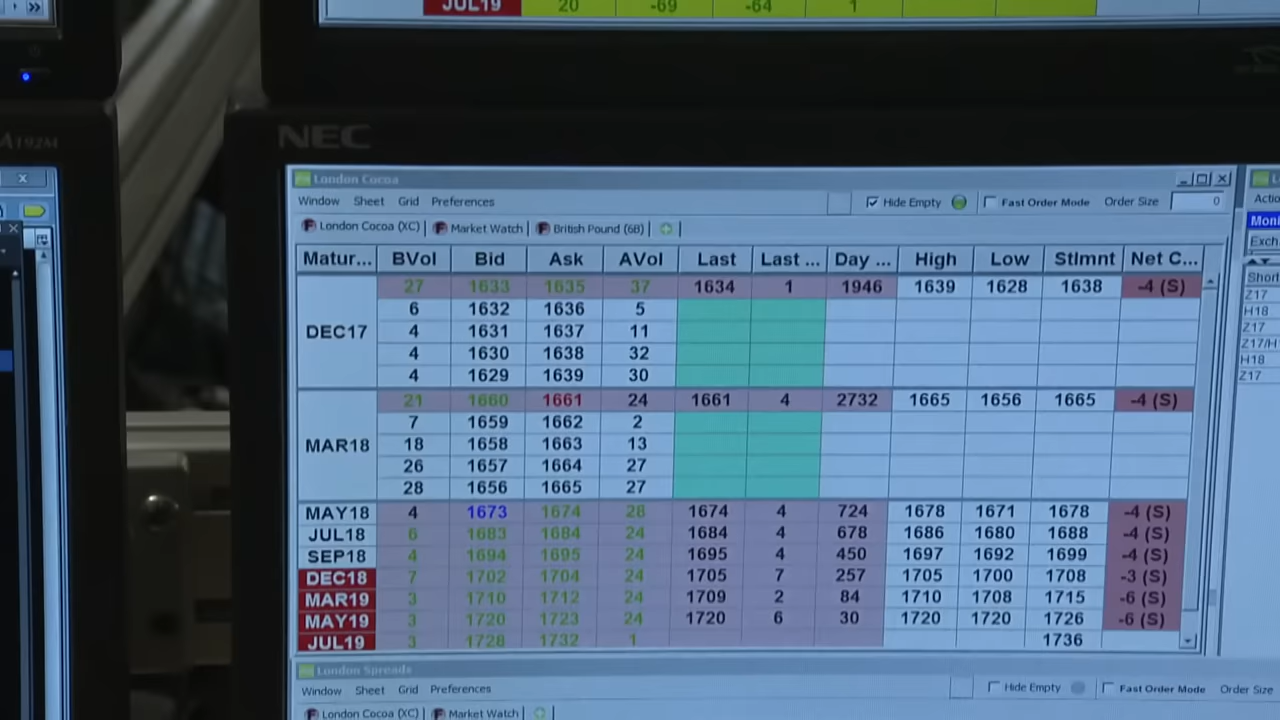 JUL19 20 -69 -64 1
NEC
A192M
London Cocoa
Window Sheet Grid Preferences Hide Empty Fast Order Mode Order Size 0
London Cocoa (XC) Market Watch British Pound (6B)
Matur... BVol Bid Ask AVol Last Last ... Day ... High Low Stlmnt Net C...
27 1633 1635 37 1634 1 1946 1639 1628 1638 -4 (S)
6 1632 1636 5
DEC17 4 1631 1637 11
4 1630 1638 32
4 1629 1639 30
21 1660 1661 24 1661 4 2732 1665 1656 1665 -4 (S)
7 1659 1662 2
MAR18 18 1658 1663 13
26 1657 1664 27
28 1656 1665 27
MAY18 4 1673 1674 28 1674 4 724 1678 1671 1678 -4 (S)
JUL18 6 1683 1684 24 1684 4 678 1686 1680 1688 -4 (S)
SEP18 4 1694 1695 24 1695 4 450 1697 1692 1699 -4 (S)
DEC18 7 1702 1704 24 1705 7 257 1705 1700 1708 -3 (S)
MAR19 3 1710 1712 24 1709 2 84 1710 1708 1715 -6 (S)
MAY19 3 1720 1723 24 1720 6 30 1720 1720 1726 -6 (S)
JUL19 3 1728 1732 1 1736
London Spreads
Window Sheet Grid Preferences Hide Empty Fast Order Mode Order Size
London Cocoa (XC) Market Watch
Actio
Moni
Exch
Short
Z17
H18
Z17
Z17/H
H18
Z17